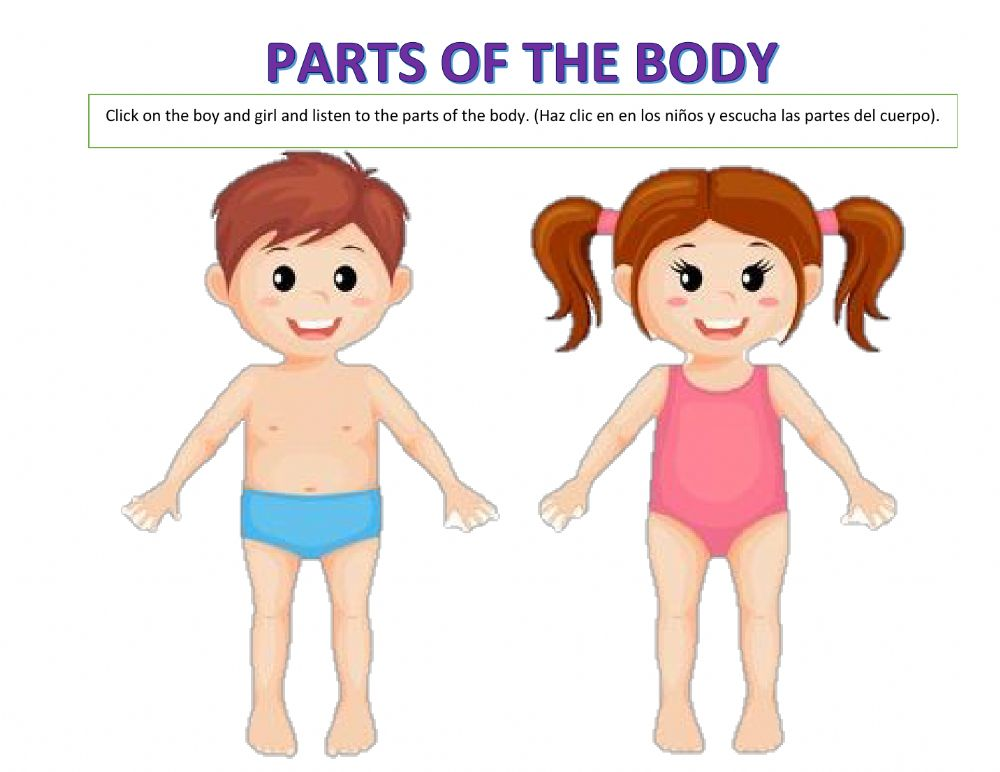 PARTS OF THE BODY
Click on the boy and girl and listen to the parts of the body. (Haz clic en en los niños y escucha las partes del cuerpo).